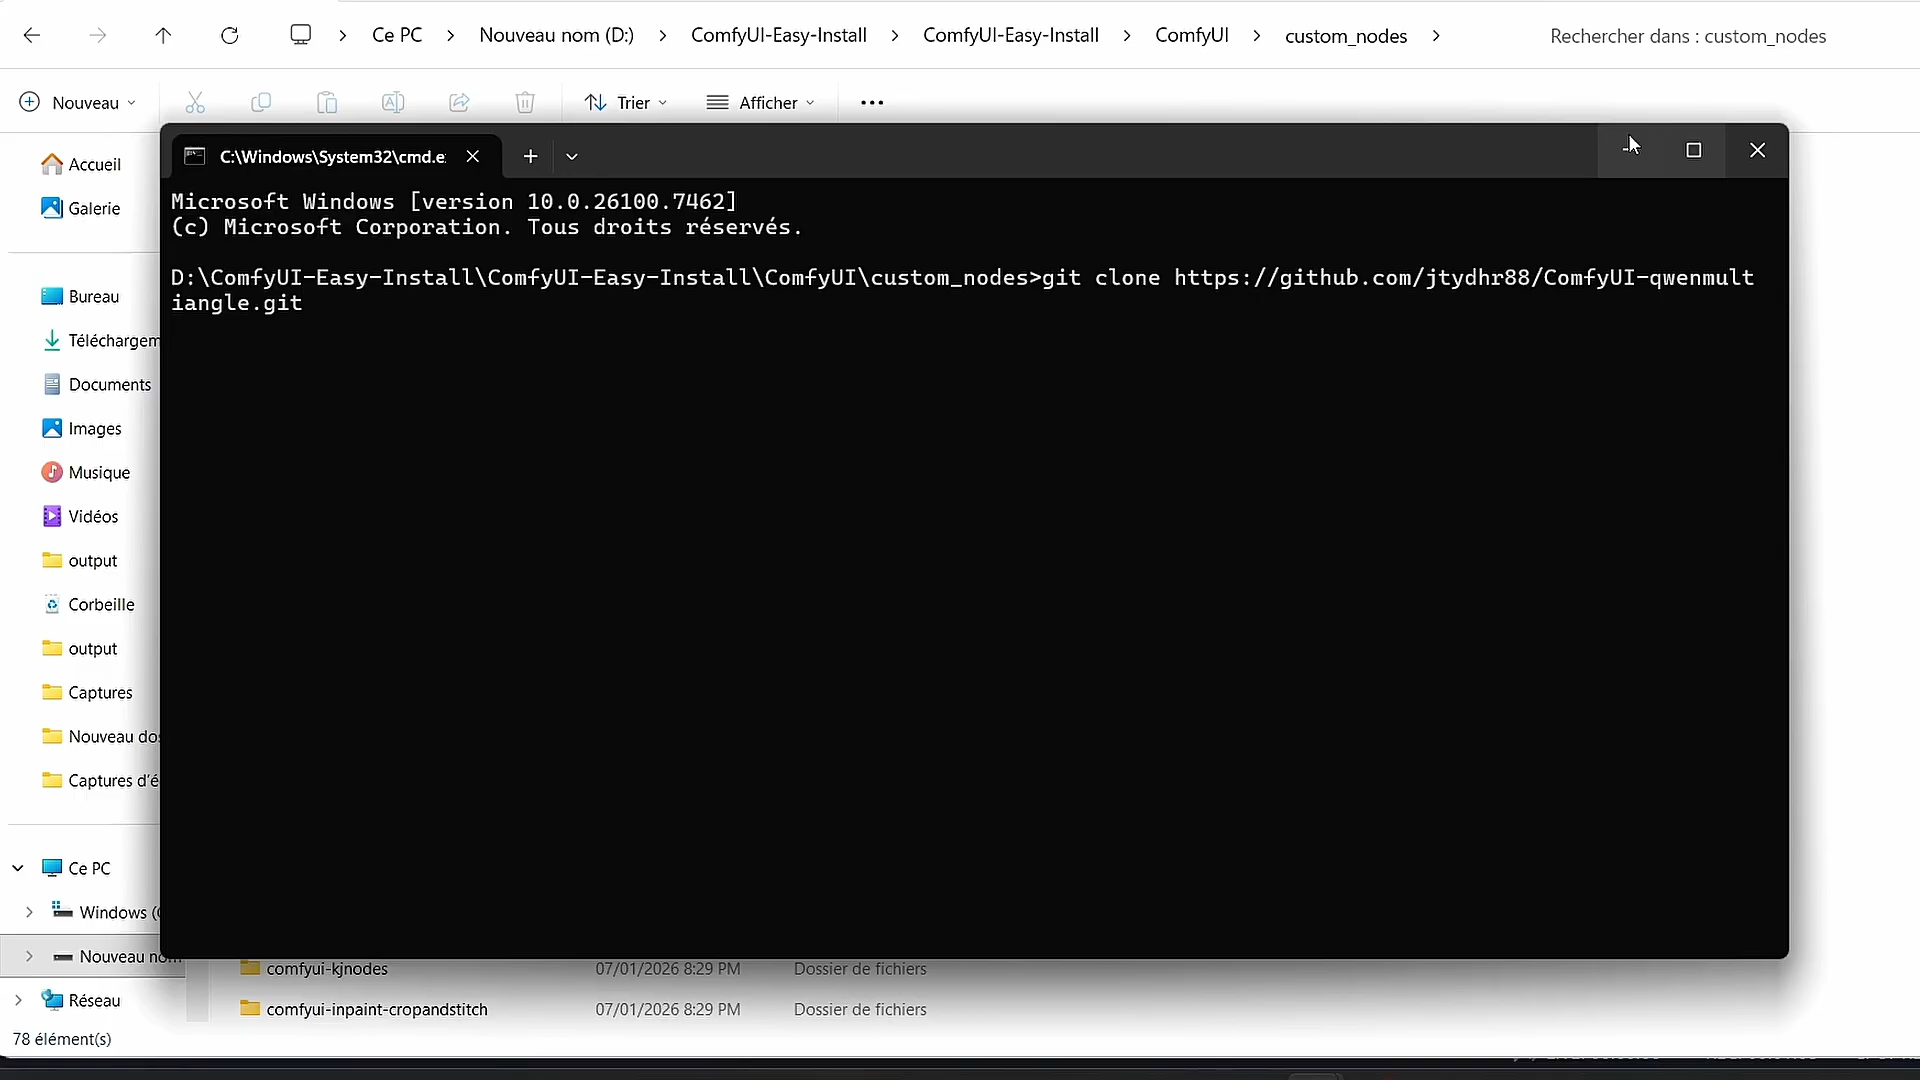 Ce PC
Nouveau nom (D:)
ComfyUI-Easy-Install
ComfyUI-Easy-Install
ComfyUI
custom_nodes
Rechercher dans : custom_nodes
Nouveau
Trier
Afficher
C:\Windows\System32\cmd.e
Microsoft Windows [version 10.0.26100.7462]
(c) Microsoft Corporation. Tous droits réservés.
D:\ComfyUI-Easy-Install\ComfyUI-Easy-Install\ComfyUI\custom_nodes>git clone https://github.com/jtydhr88/ComfyUI-qwenmult
iangle.git
Accueil
Galerie
Bureau
Téléchargem
Documents
Images
Musique
Vidéos
output
Corbeille
output
Captures
Nouveau dos
Captures d'é
Ce PC
Windows (C
Nouveau nom
Réseau
comfyui-kjnodes 07/01/2026 8:29 PM Dossier de fichiers
comfyui-inpaint-cropandstitch 07/01/2026 8:29 PM Dossier de fichiers
78 élément(s)